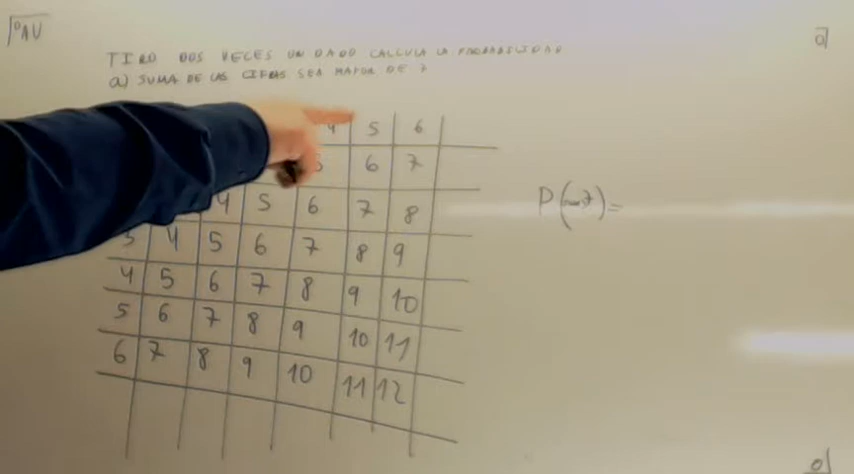 TIRO DOS VECES UN DADO CALCULA LA PROBABILIDAD
a) SUMA DE LAS CIFRAS SEA MAYOR DE 7
4 5 6
5 6 7
4 5 6 7 8
3 4 5 6 7 8 9
4 5 6 7 8 9 10
5 6 7 8 9 10 11
6 7 8 9 10 11 12